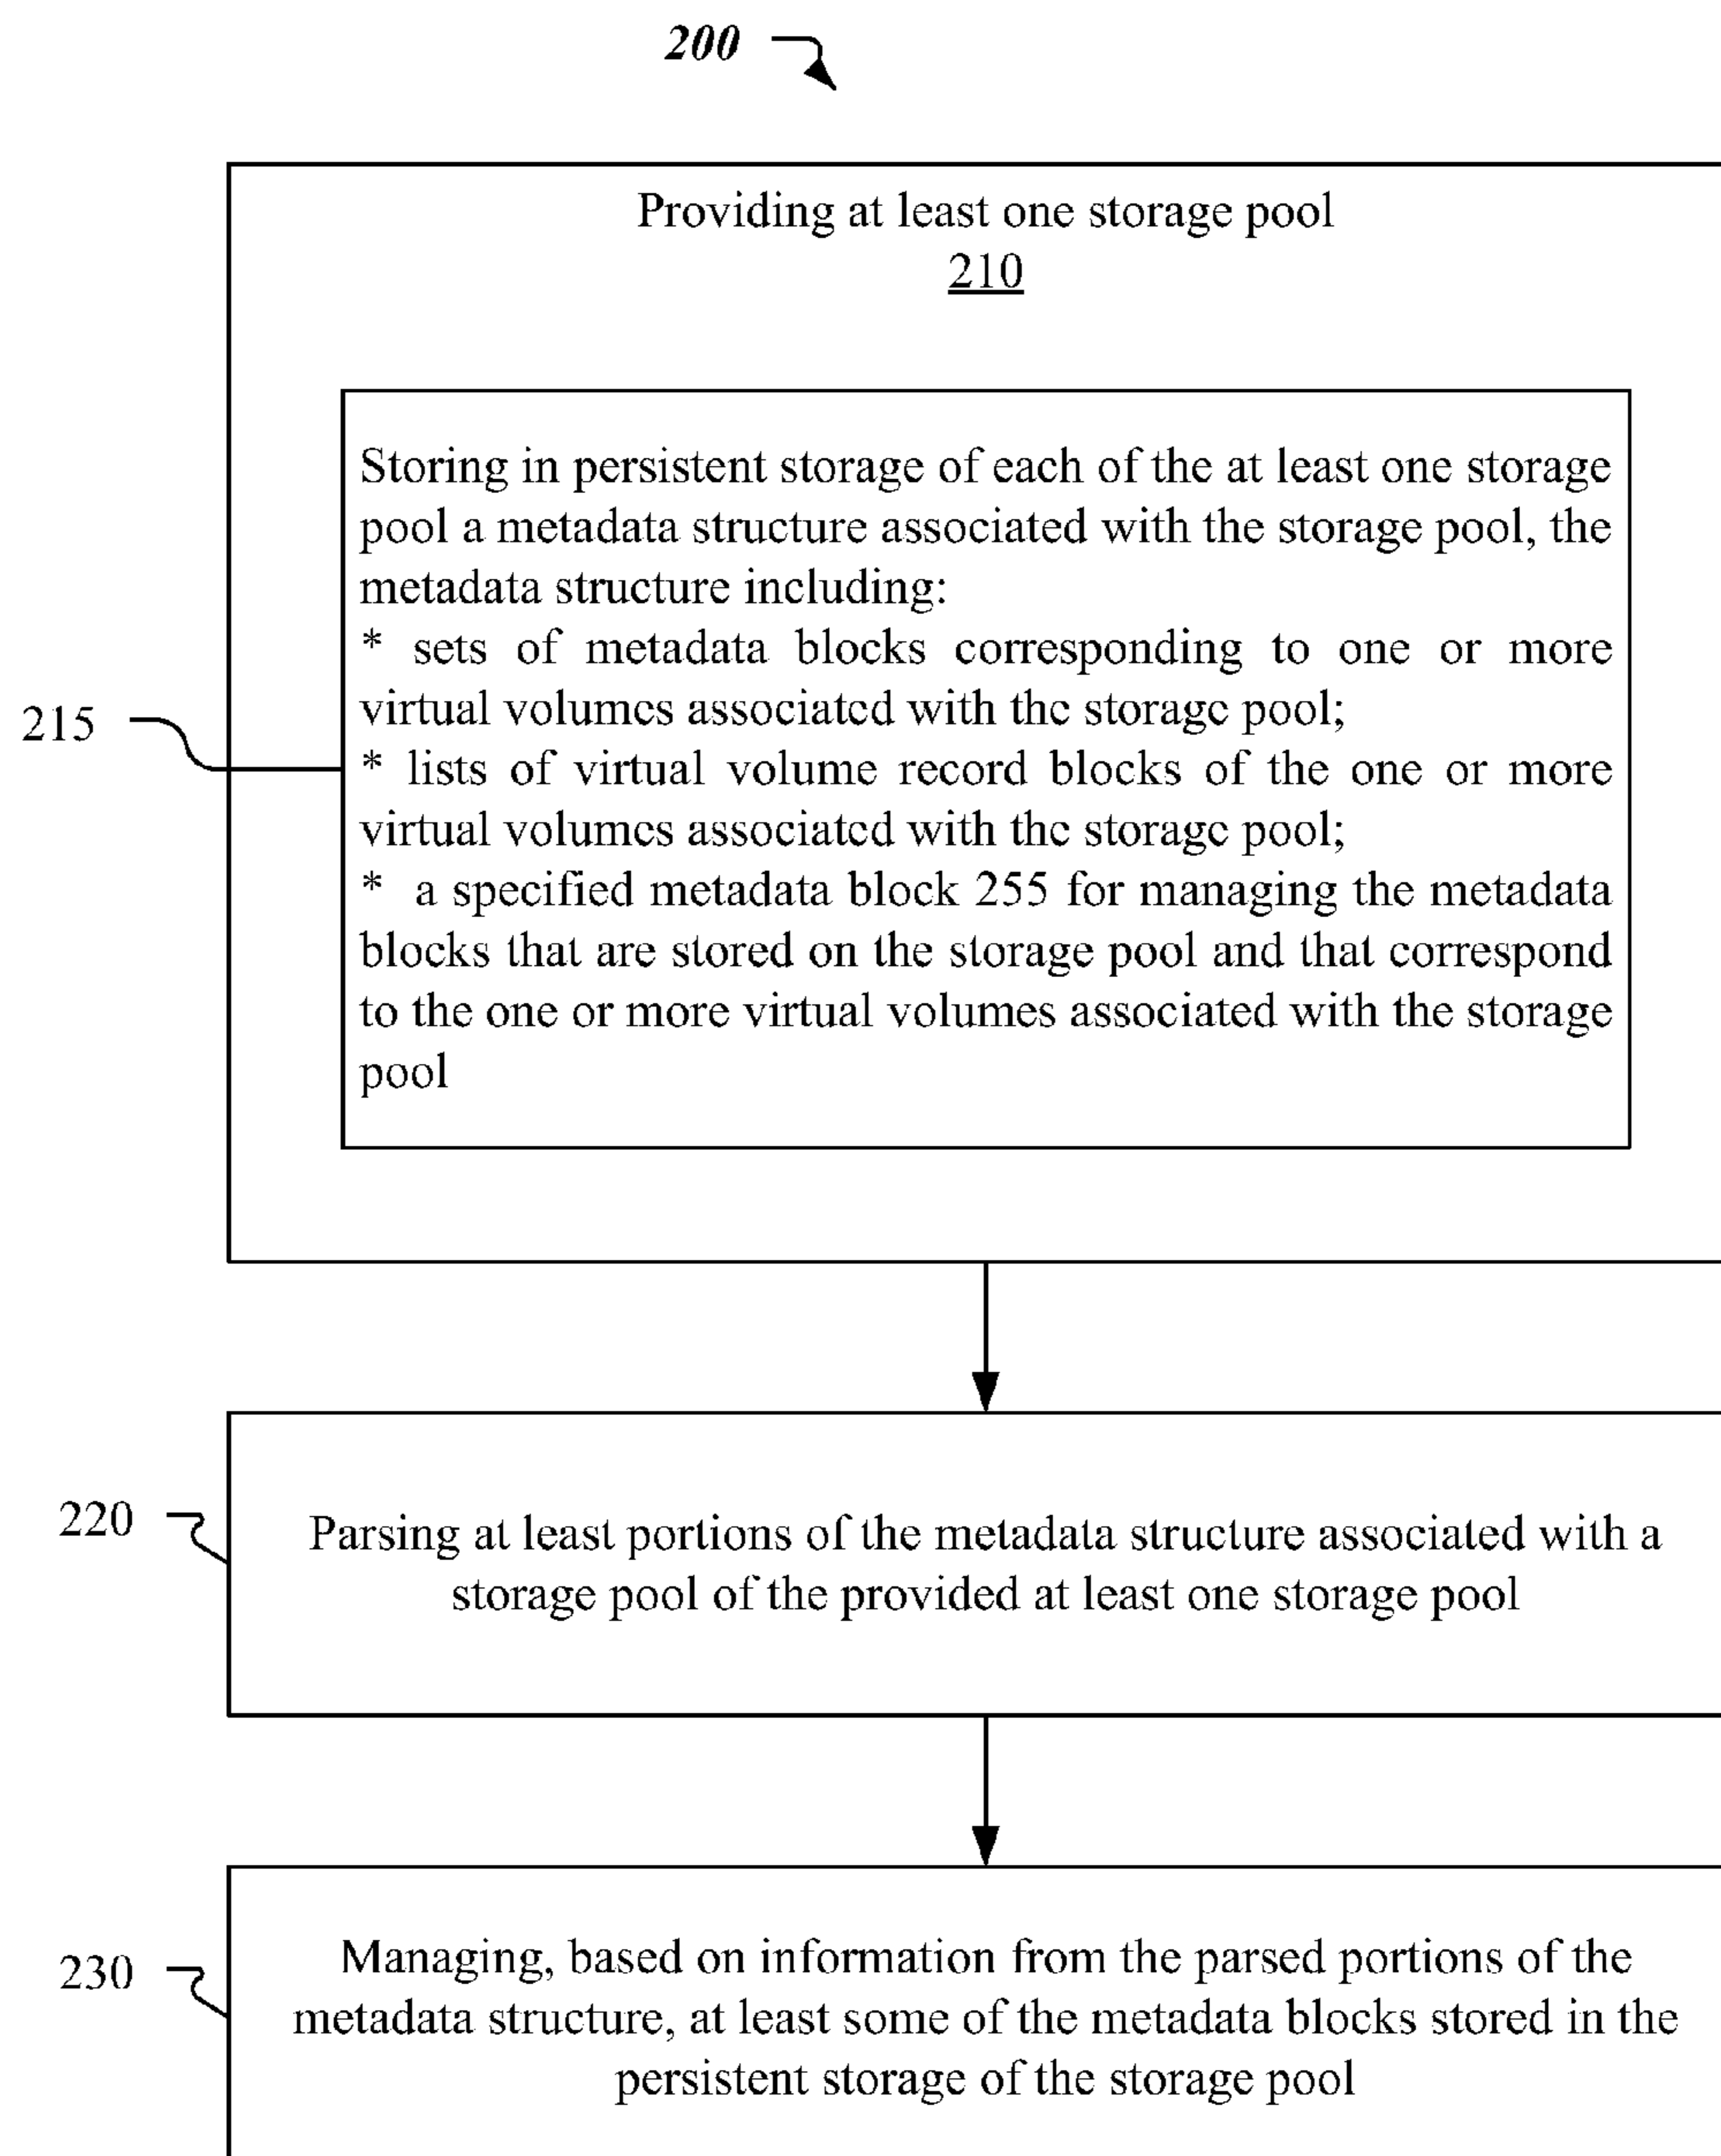 200
Providing at least one storage pool
210
Storing in persistent storage of each of the at least one storage
pool a metadata structure associated with the storage pool, the
metadata structure including:
* sets of metadata blocks corresponding to one or more
virtual volumes associated with the storage pool;
* lists of virtual volume record blocks of the one or more
virtual volumes associated with the storage pool;
* a specified metadata block 255 for managing the metadata
blocks that are stored on the storage pool and that correspond
to the one or more virtual volumes associated with the storage
pool
215
220
Parsing at least portions of the metadata structure associated with a
storage pool of the provided at least one storage pool
230
Managing, based on information from the parsed portions of the
metadata structure, at least some of the metadata blocks stored in the
persistent storage of the storage pool